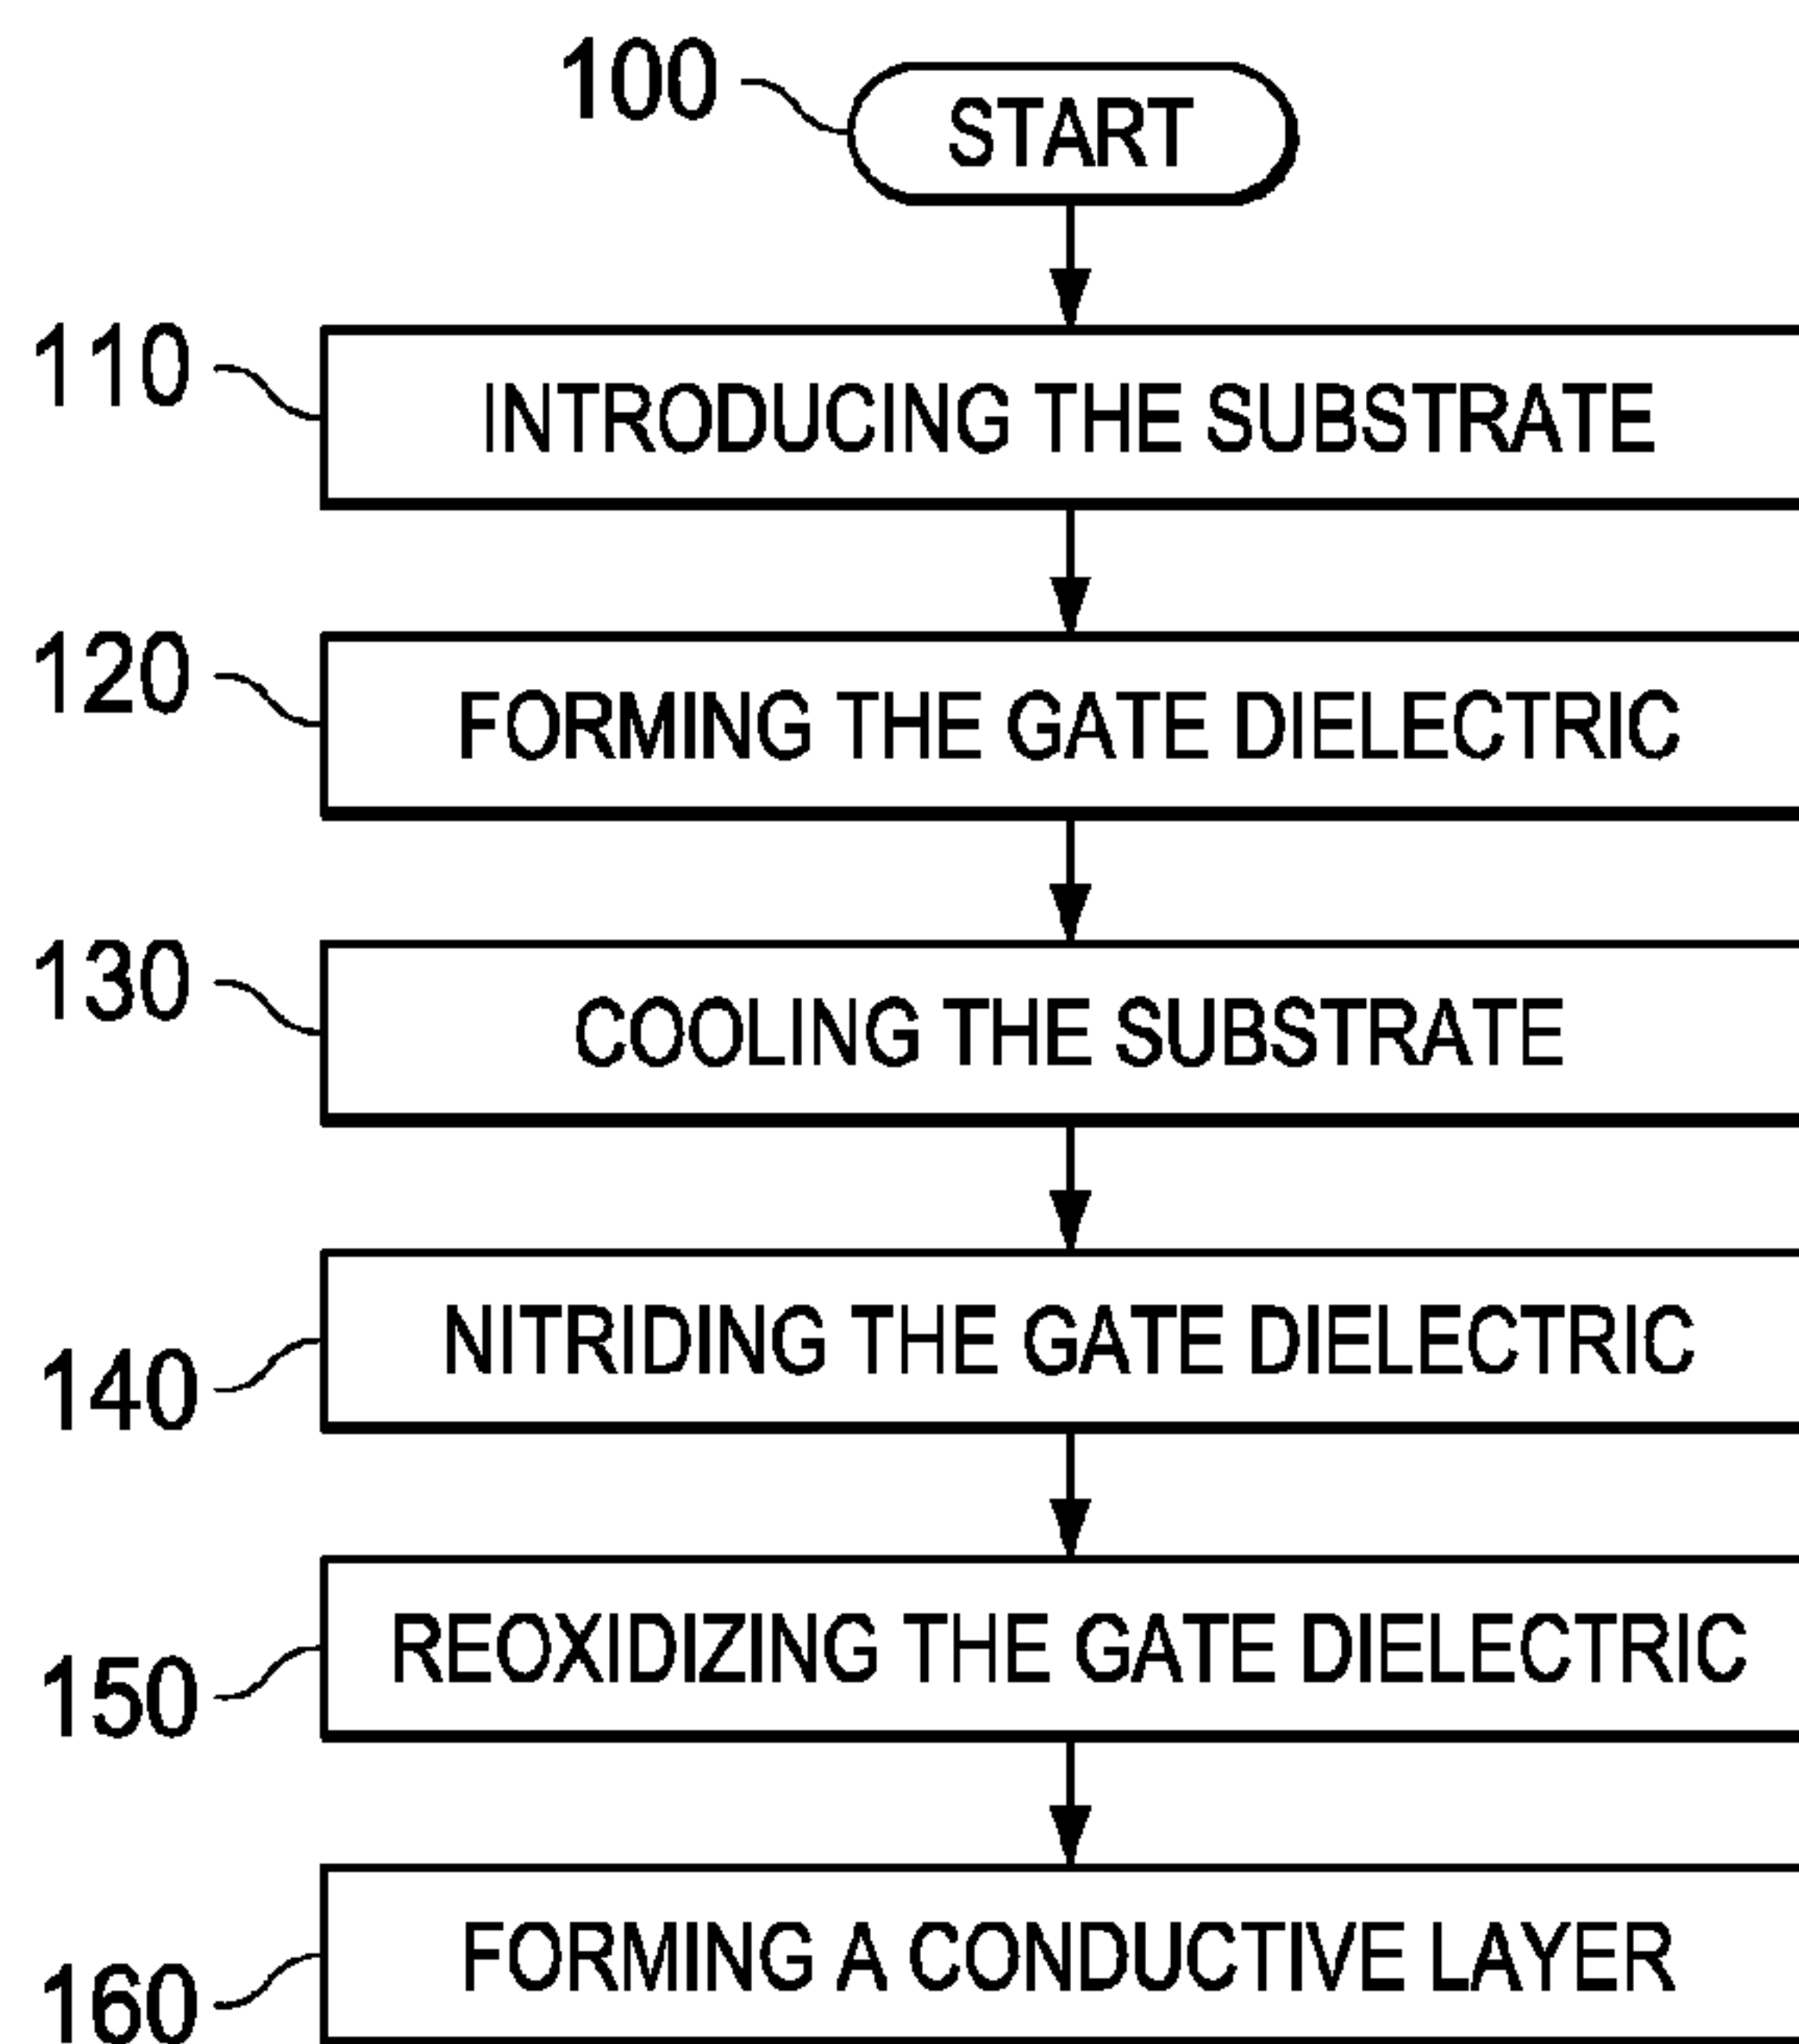 100
START
110
INTRODUCING THE SUBSTRATE
120
FORMING THE GATE DIELECTRIC
130
COOLING THE SUBSTRATE
140
NITRIDING THE GATE DIELECTRIC
150
REOXIDIZING THE GATE DIELECTRIC
160
FORMING A CONDUCTIVE LAYER